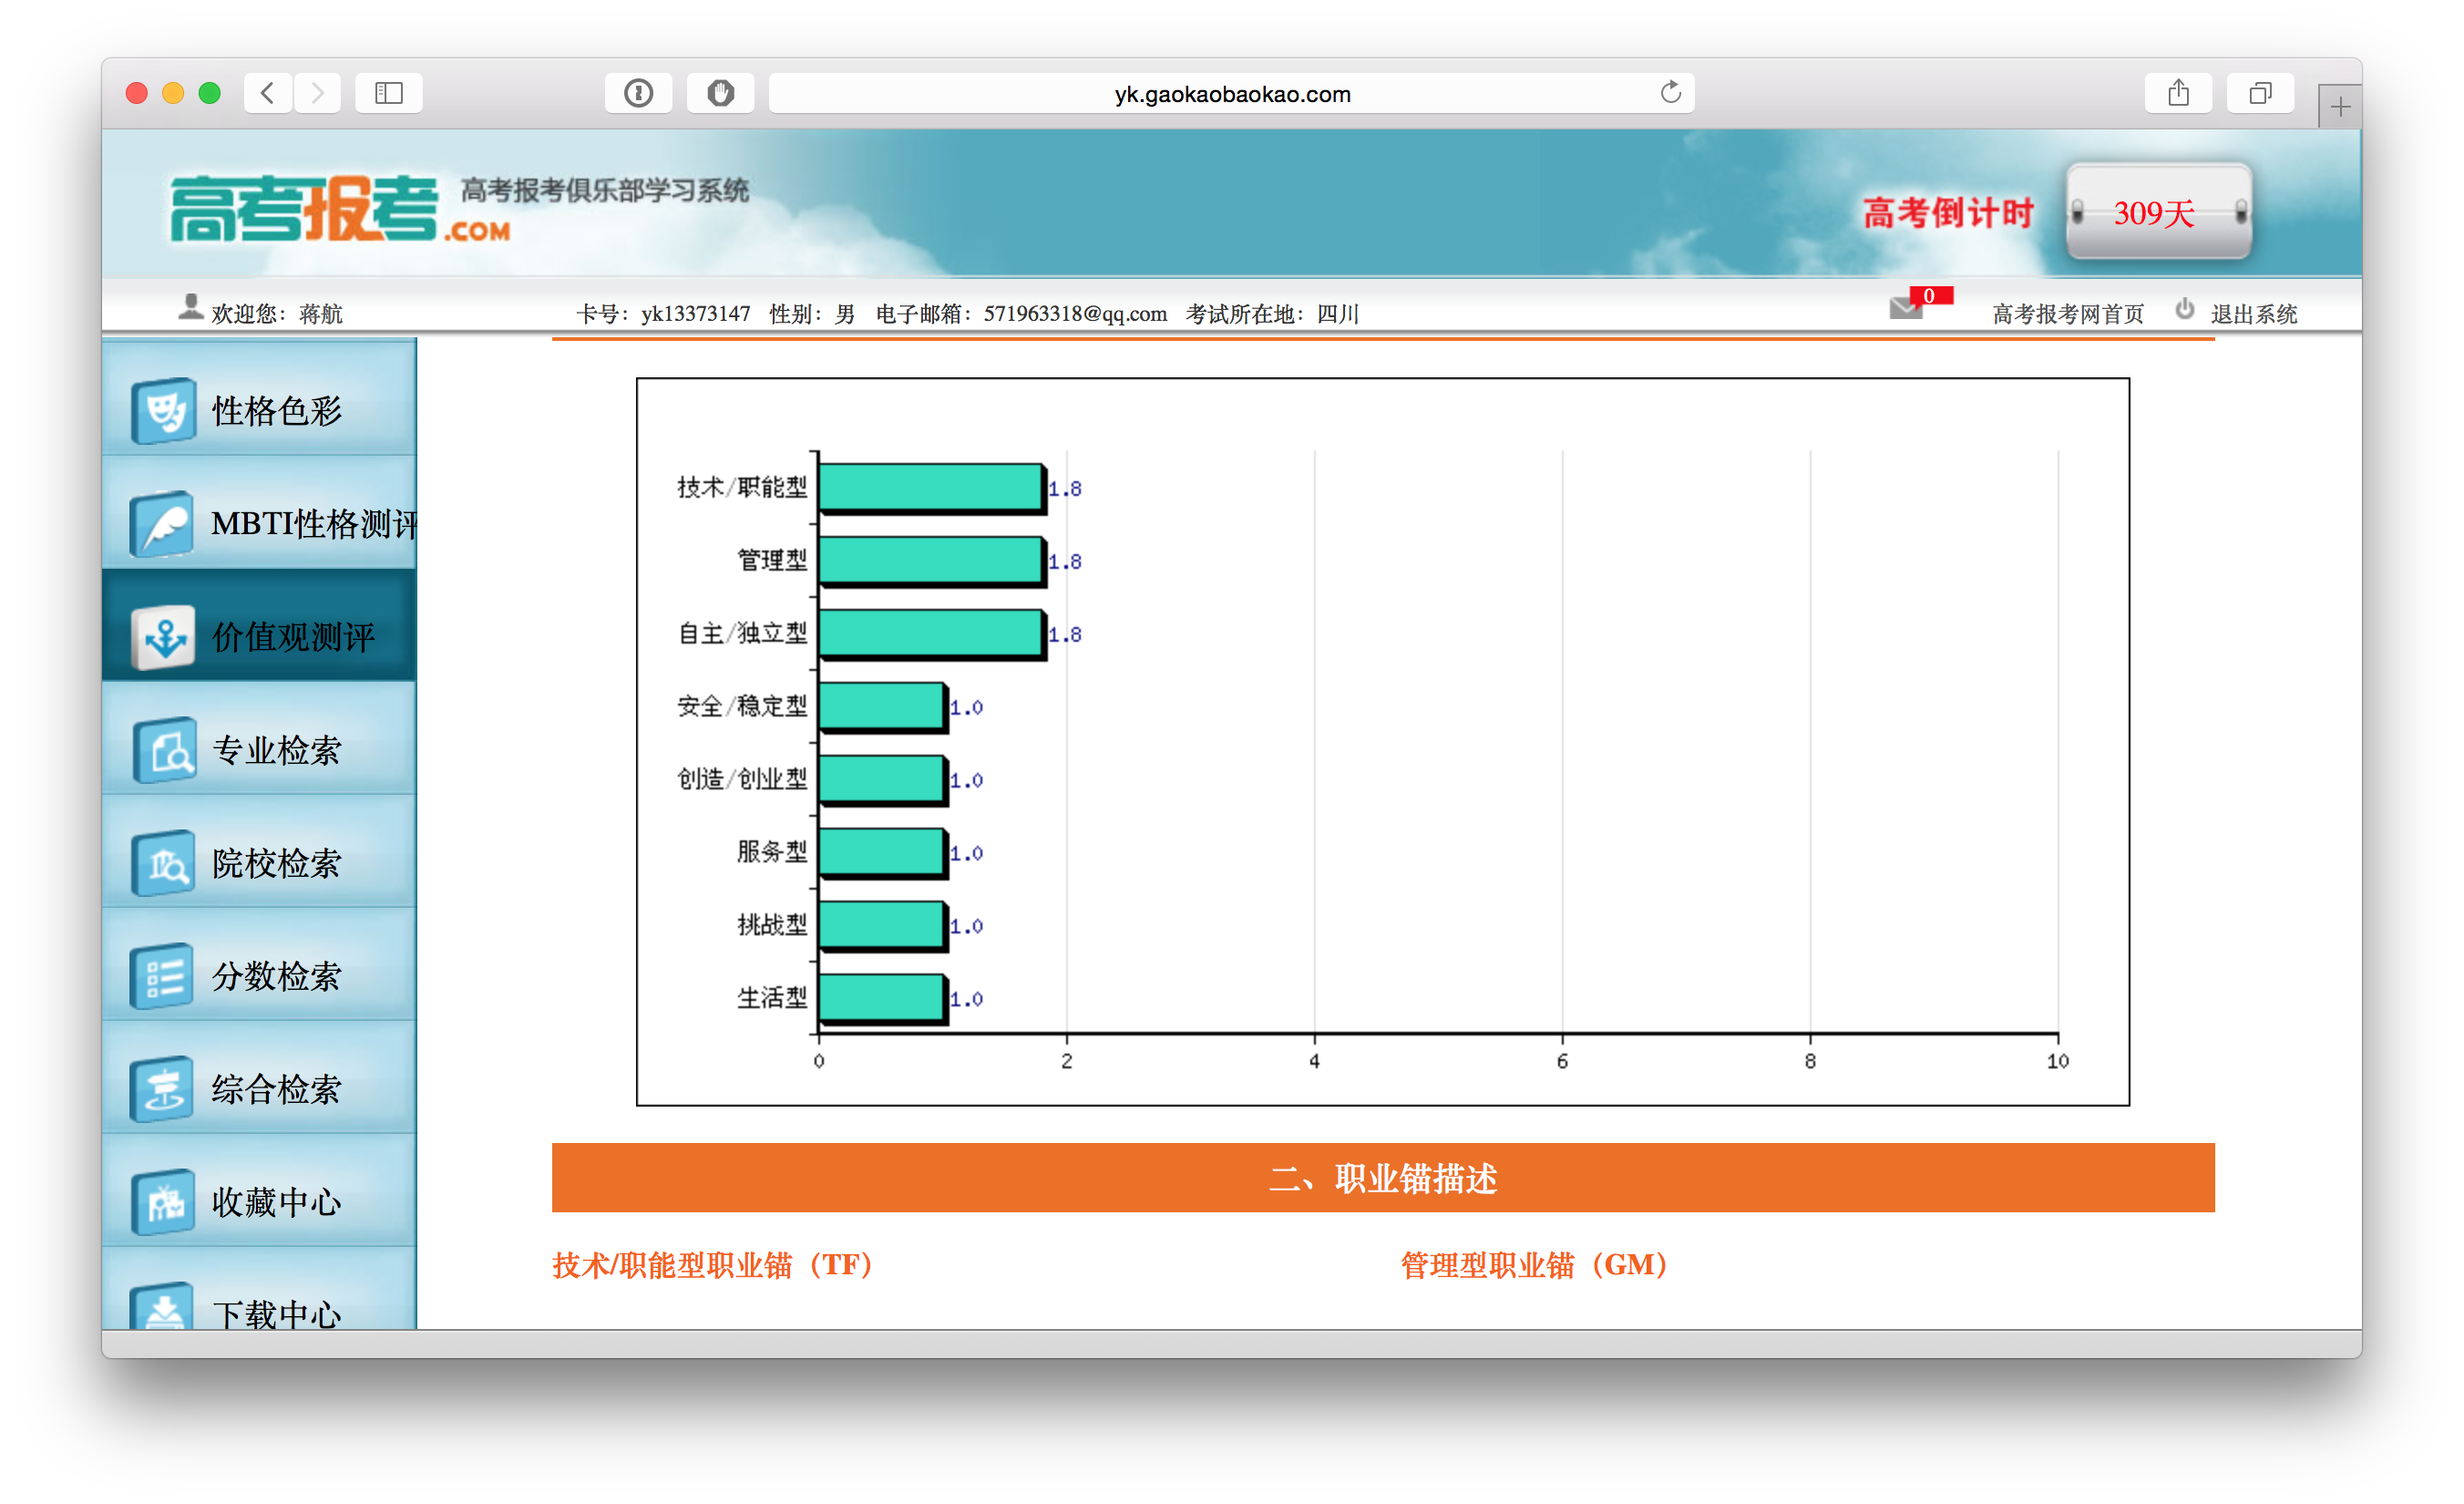 yk.gaokaobaokao.com
高考报考.COM 高考报考俱乐部学习系统
高考倒计时 309天
欢迎您：蒋航 卡号：yk13373147 性别：男 电子邮箱：571963318@qq.com 考试所在地：四川 0 高考报考网首页 退出系统
性格色彩
MBTI性格测评
价值观测评
专业检索
院校检索
分数检索
综合检索
收藏中心
下载中心
技术/职能型 1.8
管理型 1.8
自主/独立型 1.8
安全/稳定型 1.0
创造/创业型 1.0
服务型 1.0
挑战型 1.0
生活型 1.0
0 2 4 6 8 10
二、职业锚描述
技术/职能型职业锚（TF） 管理型职业锚（GM）